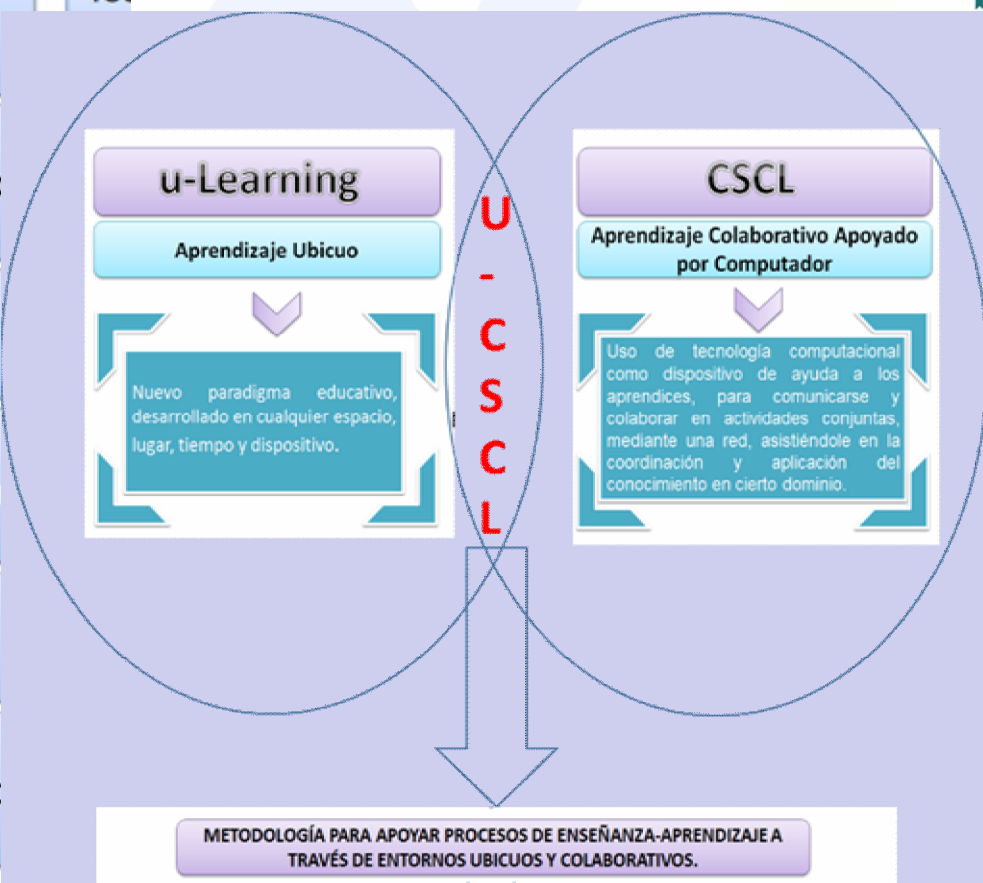 u-Learning
Aprendizaje Ubicuo
Nuevo paradigma educativo,
desarrollado en cualquier espacio,
lugar, tiempo y dispositivo.
U
-
C
S
C
L
CSCL
Aprendizaje Colaborativo Apoyado
por Computador
Uso de tecnología computacional
como dispositivo de ayuda a los
aprendices, para comunicarse y
colaborar en actividades conjuntas,
mediante una red, asistiéndole en la
coordinación y aplicación del
conocimiento en cierto dominio.
METODOLOGÍA PARA APOYAR PROCESOS DE ENSEÑANZA-APRENDIZAJE A
TRAVÉS DE ENTORNOS UBICUOS Y COLABORATIVOS.